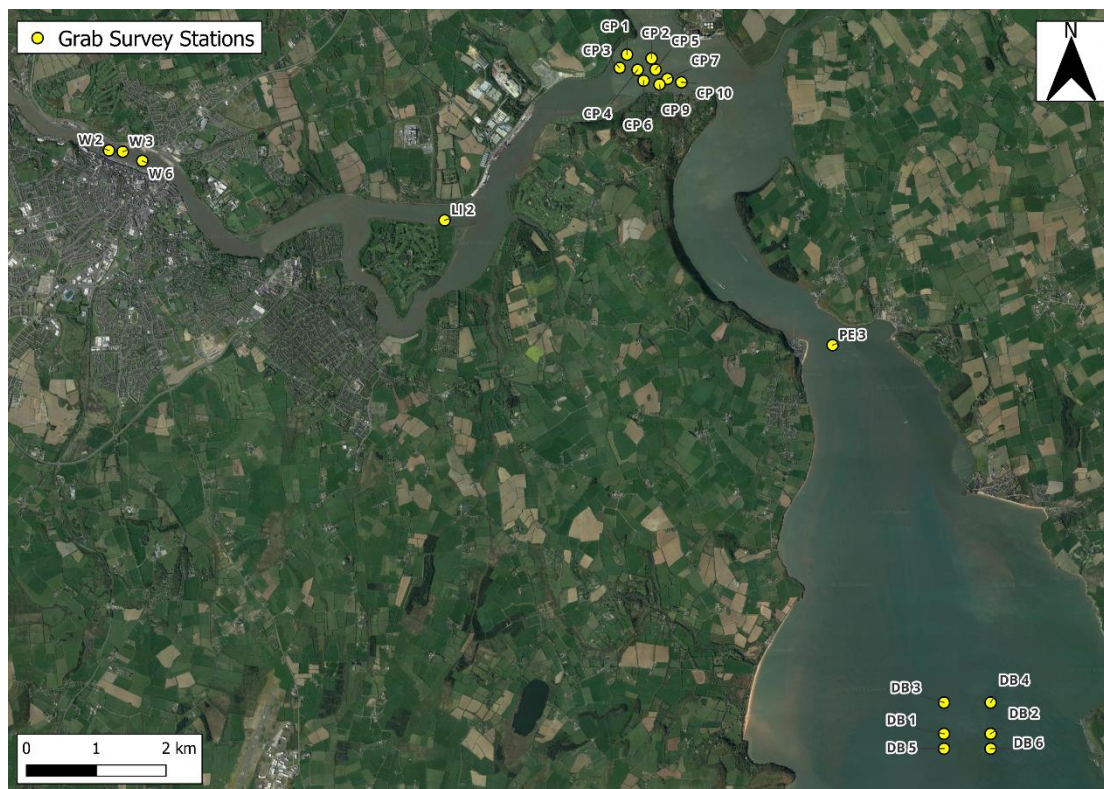 Grab Survey Stations
N
CP 1
CP 2
CP 5
CP 3
CP 7
CP 10
CP 4
CP 6
CP 9
W 2
W 3
W 6
LI 2
PE 3
DB 3
DB 4
DB 1
DB 2
DB 5
DB 6
0 1 2 km